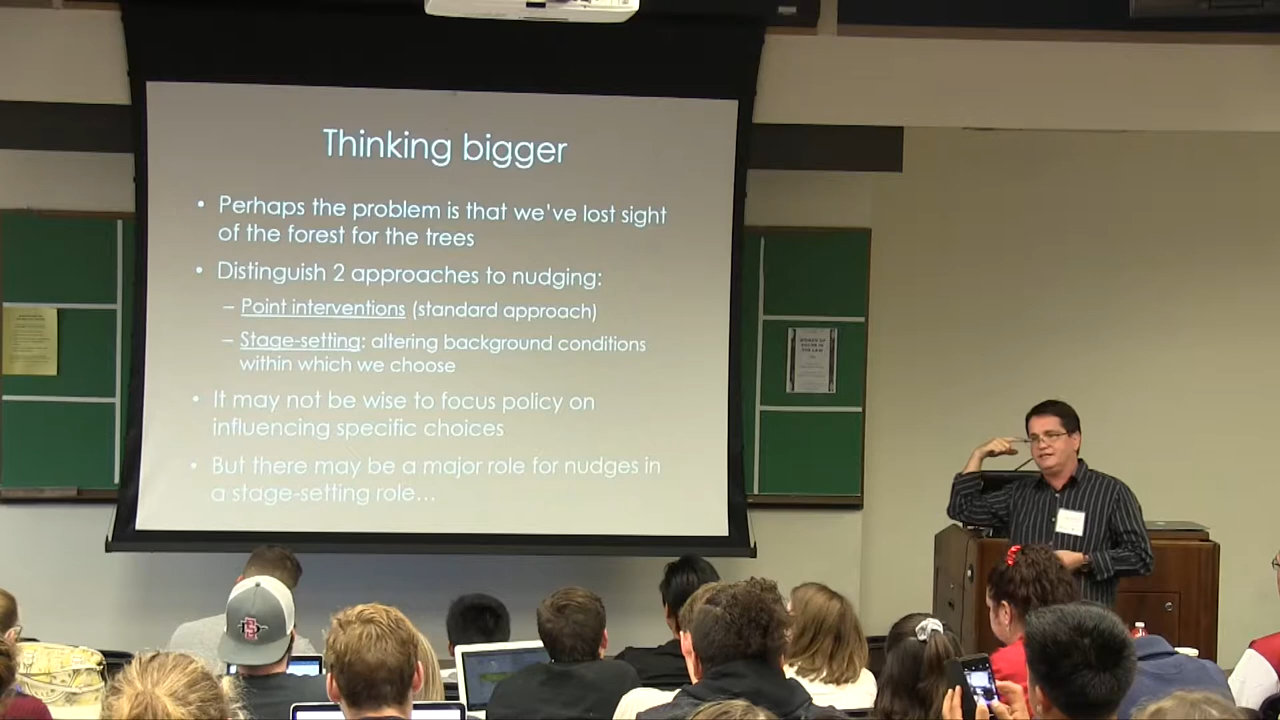 Thinking bigger
• Perhaps the problem is that we've lost sight
of the forest for the trees
• Distinguish 2 approaches to nudging:
– Point interventions (standard approach)
– Stage-setting: altering background conditions
within which we choose
• It may not be wise to focus policy on
influencing specific choices
• But there may be a major role for nudges in
a stage-setting role…